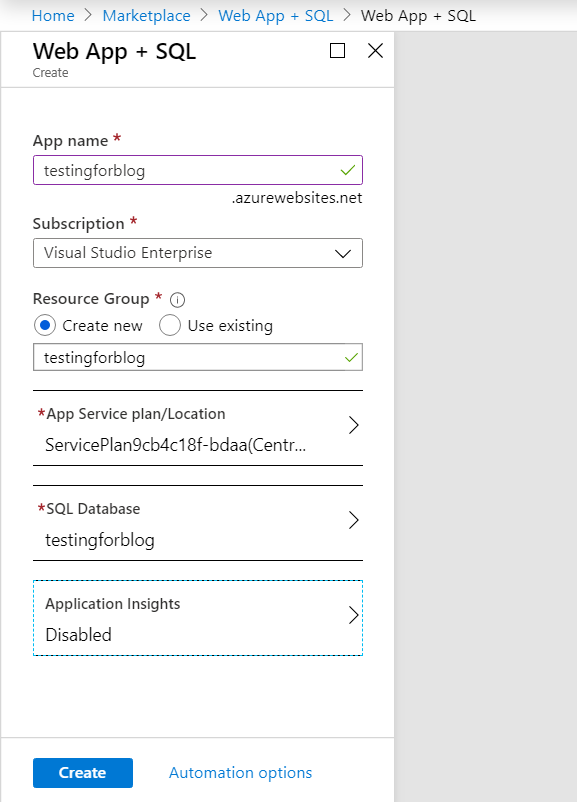 Home > Marketplace > Web App + SQL > Web App + SQL
Web App + SQL
Create
App name *
testingforblog
.azurewebsites.net
Subscription *
Visual Studio Enterprise
Resource Group *
Create new Use existing
testingforblog
*App Service plan/Location
ServicePlan9cb4c18f-bdaa(Centr...
*SQL Database
testingforblog
Application Insights
Disabled
Create Automation options